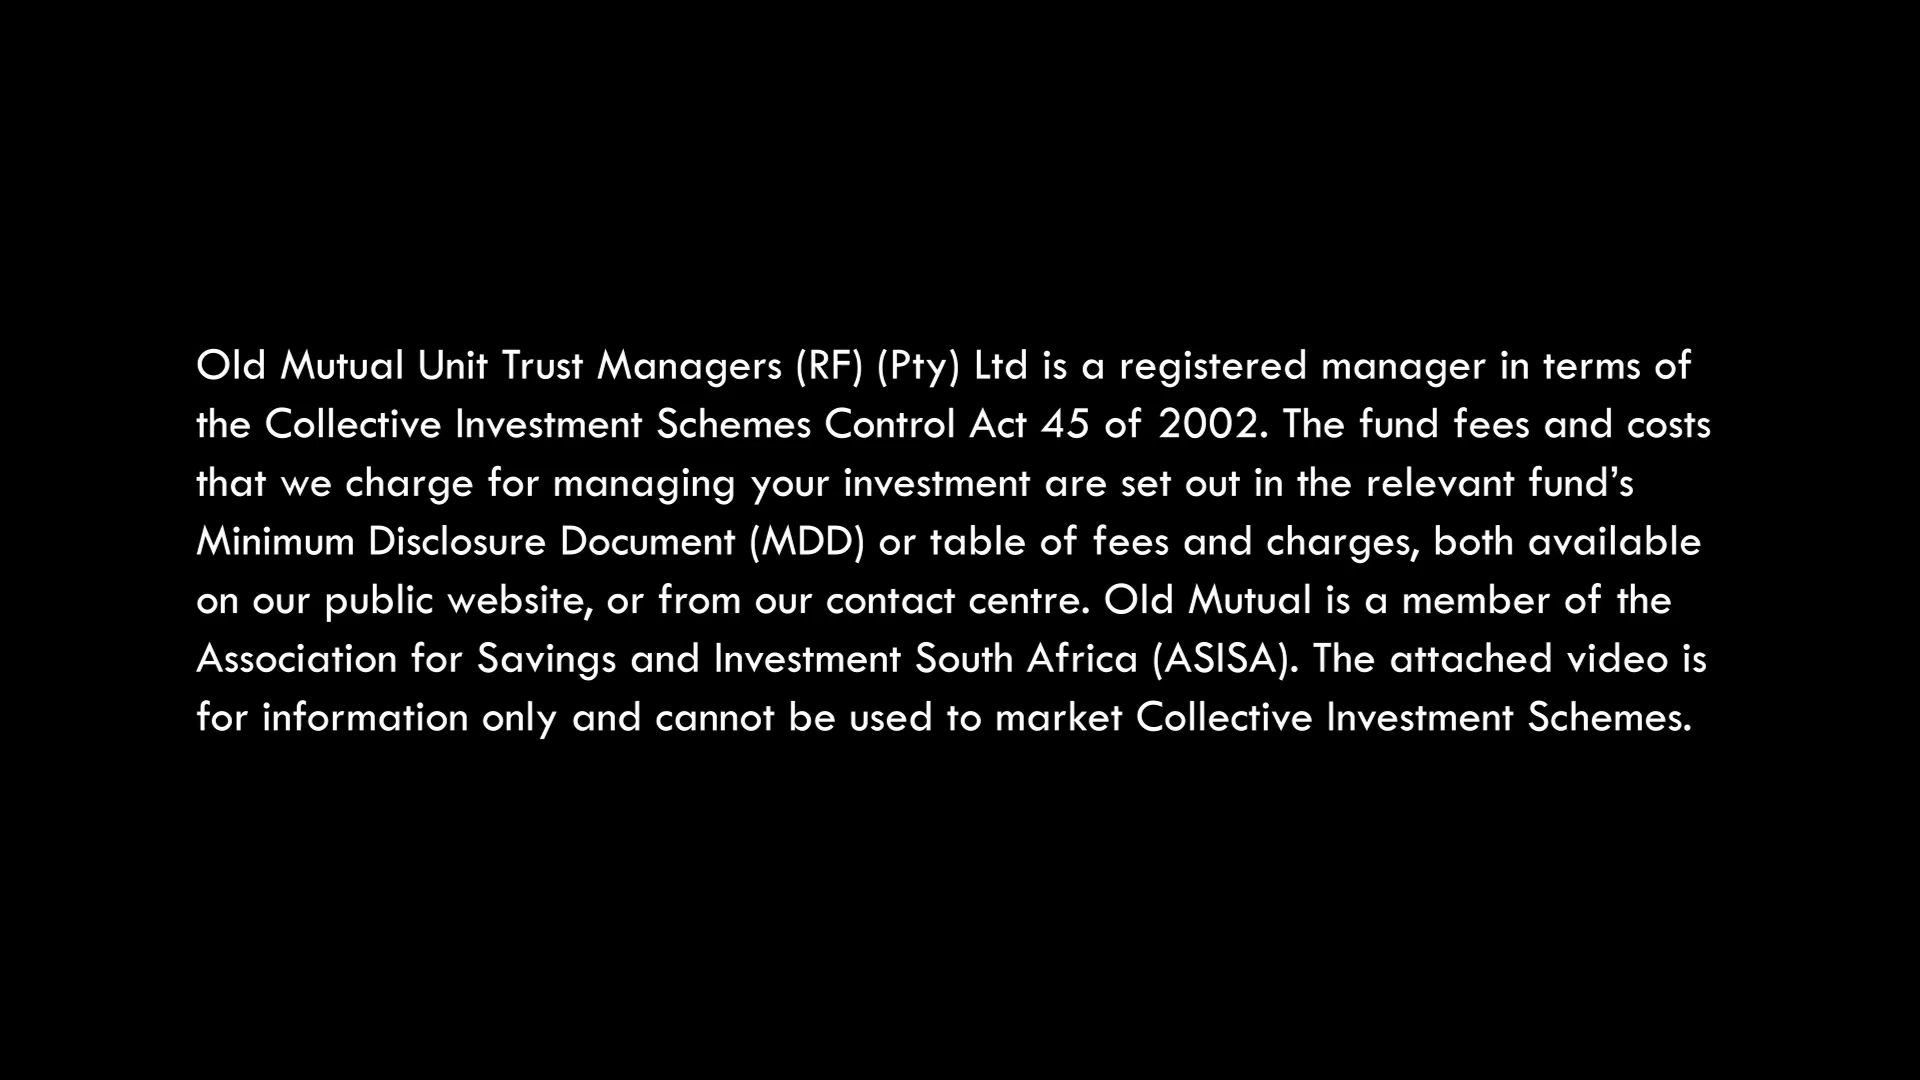 Old Mutual Unit Trust Managers (RF) (Pty) Ltd is a registered manager in terms of
the Collective Investment Schemes Control Act 45 of 2002. The fund fees and costs
that we charge for managing your investment are set out in the relevant fund’s
Minimum Disclosure Document (MDD) or table of fees and charges, both available
on our public website, or from our contact centre. Old Mutual is a member of the
Association for Savings and Investment South Africa (ASISA). The attached video is
for information only and cannot be used to market Collective Investment Schemes.